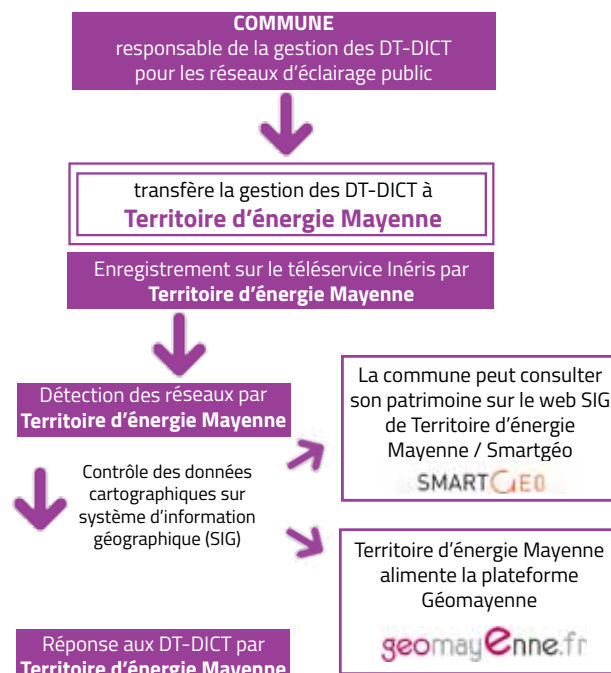 COMMUNE
responsable de la gestion des DT-DICT
pour les réseaux d'éclairage public
transfère la gestion des DT-DICT à
Territoire d'énergie Mayenne
Enregistrement sur le téléservice Inéris par
Territoire d'énergie Mayenne
Détection des réseaux par
Territoire d'énergie Mayenne
La commune peut consulter
son patrimoine sur le web SIG
de Territoire d'énergie
Mayenne / Smartgéo
SMARTGEO
Contrôle des données
cartographiques sur
système d'information
géographique (SIG)
Territoire d'énergie Mayenne
alimente la plateforme
Géomayenne
geomayenne.fr
Réponse aux DT-DICT par
Territoire d'énergie Mayenne